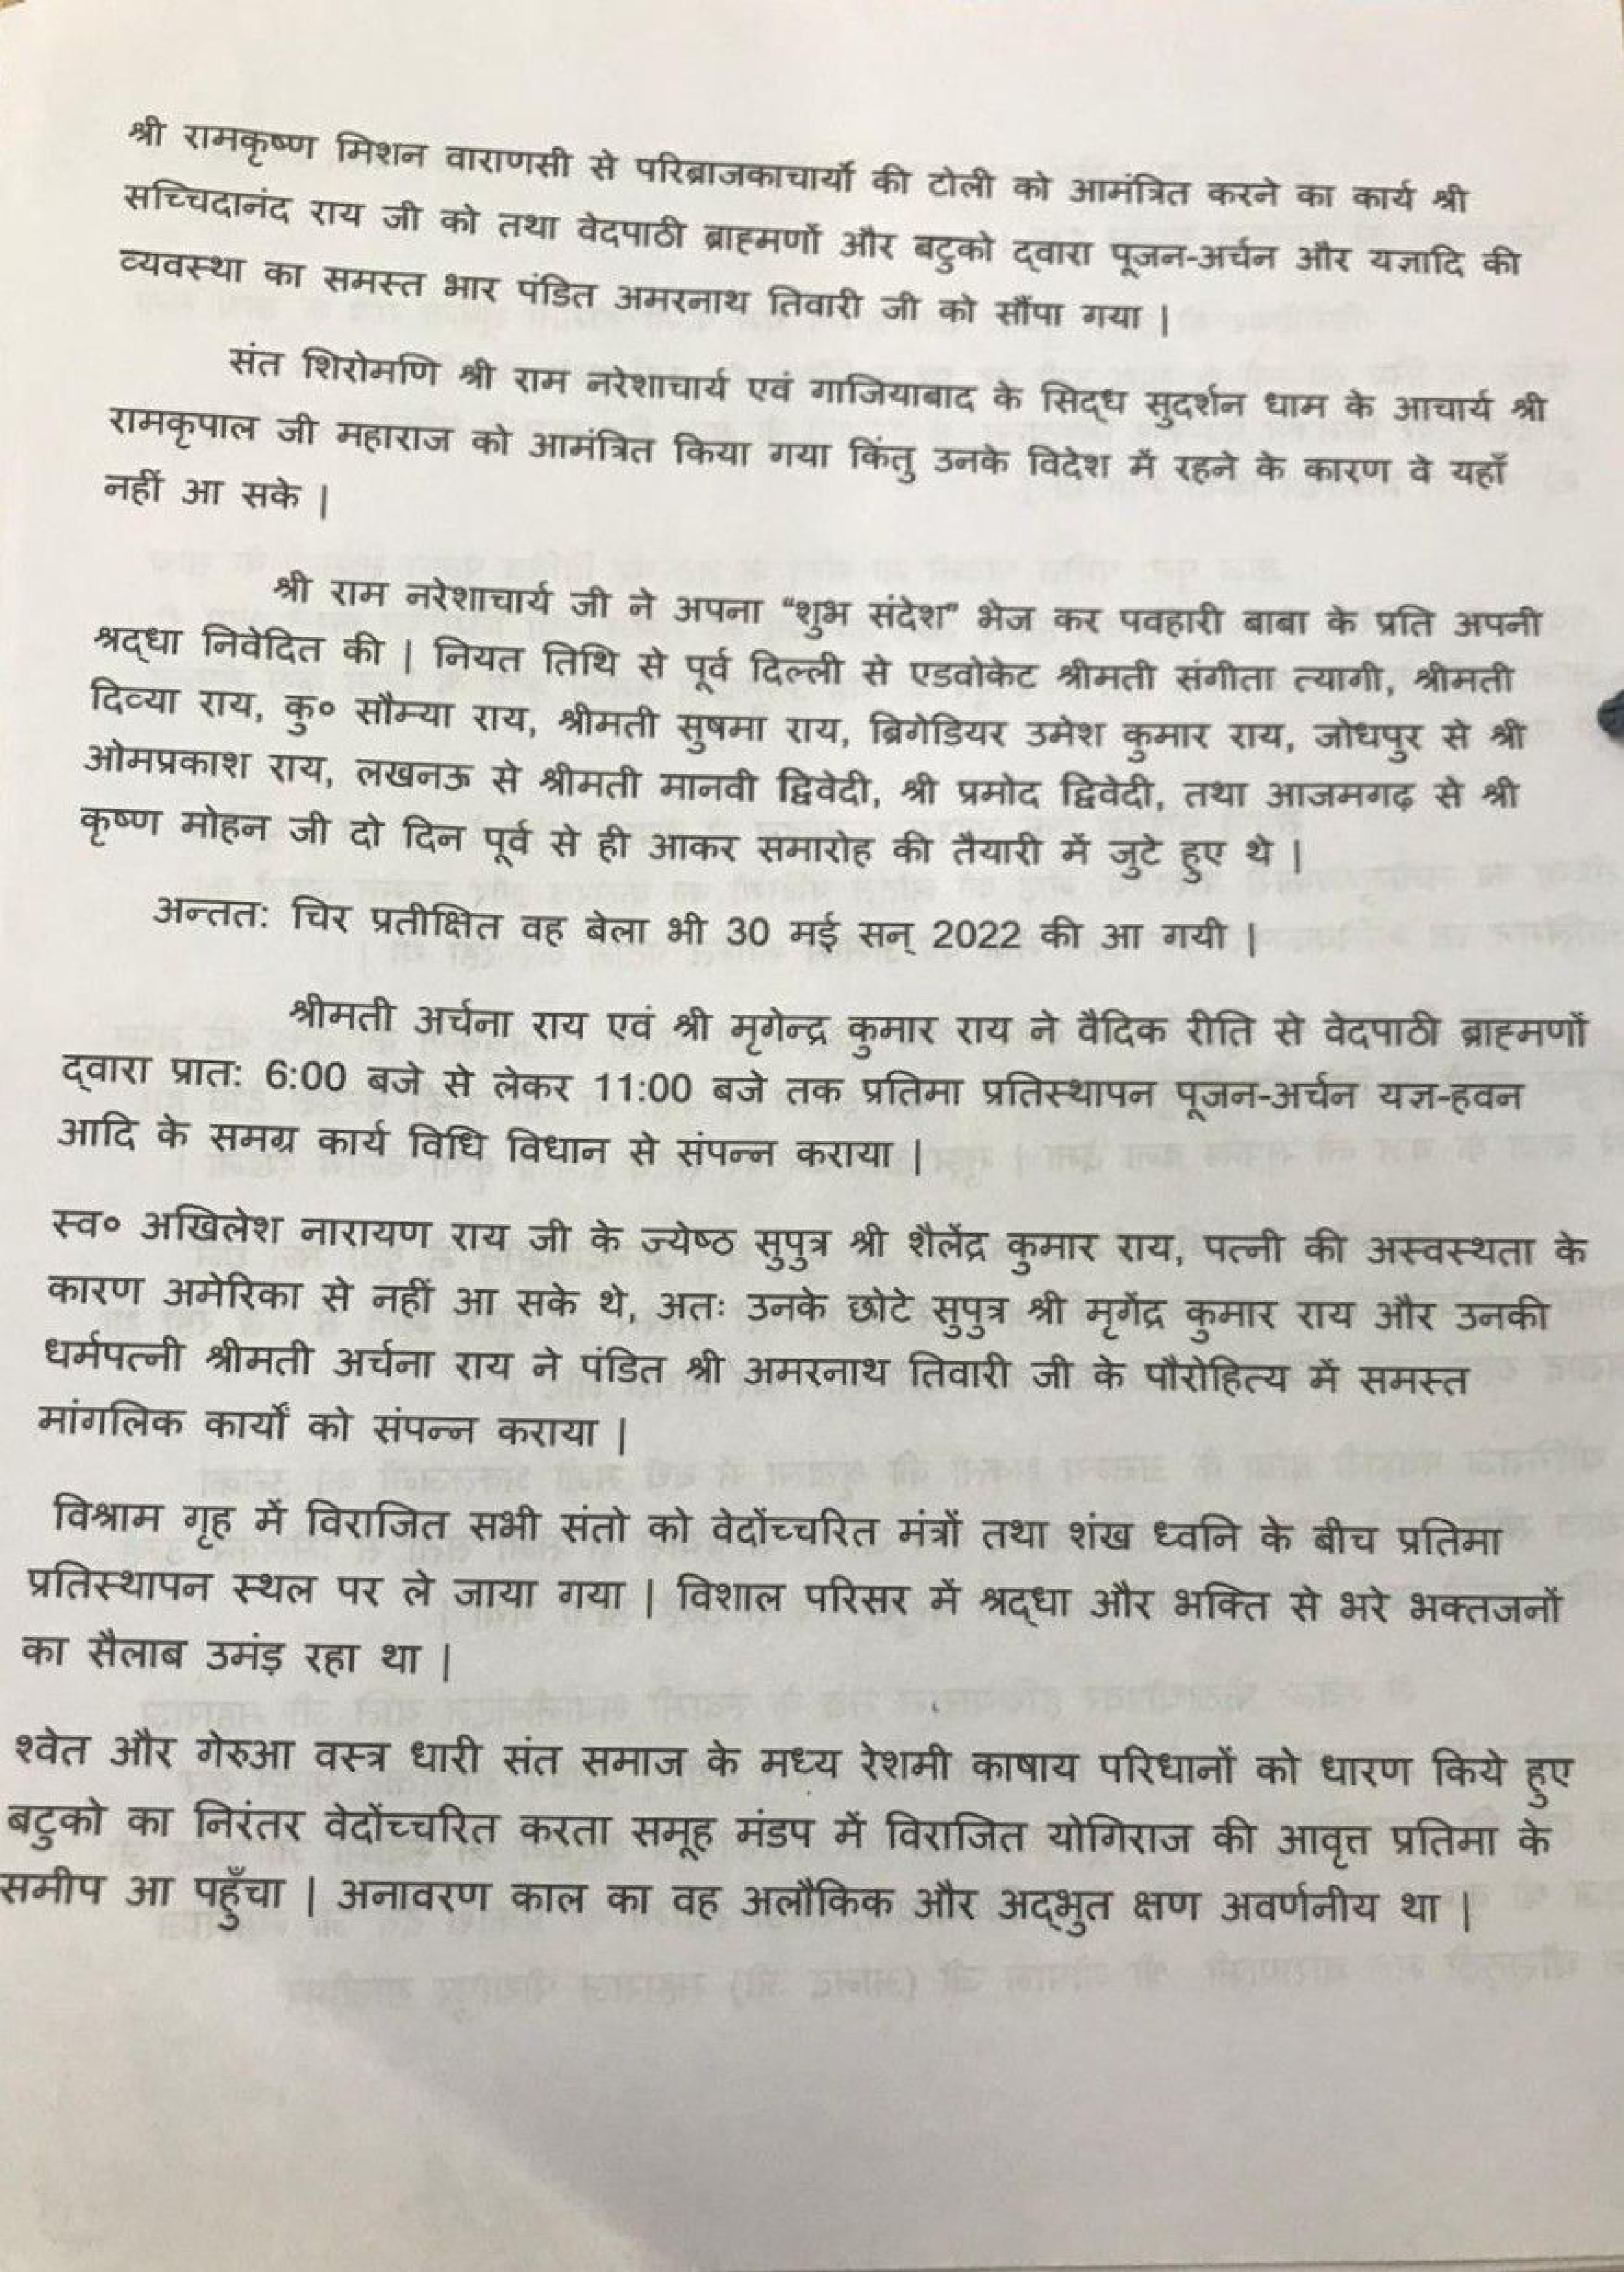 श्री रामकृष्ण मिशन वाराणसी से परिब्राजकाचार्यों की टोली को आमंत्रित करने का कार्य श्री
सच्चिदानंद राय जी को तथा वेदपाठी ब्राह्मणों और बटुको द्वारा पूजन-अर्चन और यज्ञादि की
व्यवस्था का समस्त भार पंडित अमरनाथ तिवारी जी को सौंपा गया |
संत शिरोमणि श्री राम नरेशाचार्य एवं गाजियाबाद के सिद्ध सुदर्शन धाम के आचार्य श्री
रामकृपाल जी महाराज को आमंत्रित किया गया किंतु उनके विदेश में रहने के कारण वे यहाँ
नहीं आ सके |
श्री राम नरेशाचार्य जी ने अपना "शुभ संदेश" भेज कर पवहारी बाबा के प्रति अपनी
श्रद्धा निवेदित की | नियत तिथि से पूर्व दिल्ली से एडवोकेट श्रीमती संगीता त्यागी, श्रीमती
दिव्या राय, कु० सौम्या राय, श्रीमती सुषमा राय, ब्रिगेडियर उमेश कुमार राय, जोधपुर से श्री
ओमप्रकाश राय, लखनऊ से श्रीमती मानवी द्विवेदी, श्री प्रमोद द्विवेदी, तथा आजमगढ़ से श्री
कृष्ण मोहन जी दो दिन पूर्व से ही आकर समारोह की तैयारी में जुटे हुए थे |
अन्तत: चिर प्रतीक्षित वह बेला भी 30 मई सन् 2022 की आ गयी |
श्रीमती अर्चना राय एवं श्री मृगेन्द्र कुमार राय ने वैदिक रीति से वेदपाठी ब्राह्मणों
द्वारा प्रात: 6:00 बजे से लेकर 11:00 बजे तक प्रतिमा प्रतिस्थापन पूजन-अर्चन यज्ञ-हवन
आदि के समग्र कार्य विधि विधान से संपन्न कराया |
स्व० अखिलेश नारायण राय जी के ज्येष्ठ सुपुत्र श्री शैलेंद्र कुमार राय, पत्नी की अस्वस्थता के
कारण अमेरिका से नहीं आ सके थे, अतः उनके छोटे सुपुत्र श्री मृगेंद्र कुमार राय और उनकी
धर्मपत्नी श्रीमती अर्चना राय ने पंडित श्री अमरनाथ तिवारी जी के पौरोहित्य में समस्त
मांगलिक कार्यों को संपन्न कराया |
विश्राम गृह में विराजित सभी संतो को वेदोंच्चरित मंत्रों तथा शंख ध्वनि के बीच प्रतिमा
प्रतिस्थापन स्थल पर ले जाया गया | विशाल परिसर में श्रद्धा और भक्ति से भरे भक्तजनों
का सैलाब उमंड़ रहा था |
श्वेत और गेरुआ वस्त्र धारी संत समाज के मध्य रेशमी काषाय परिधानों को धारण किये हुए
बटुको का निरंतर वेदोंच्चरित करता समूह मंडप में विराजित योगिराज की आवृत्त प्रतिमा के
समीप आ पहुँचा | अनावरण काल का वह अलौकिक और अद्भुत क्षण अवर्णनीय था |